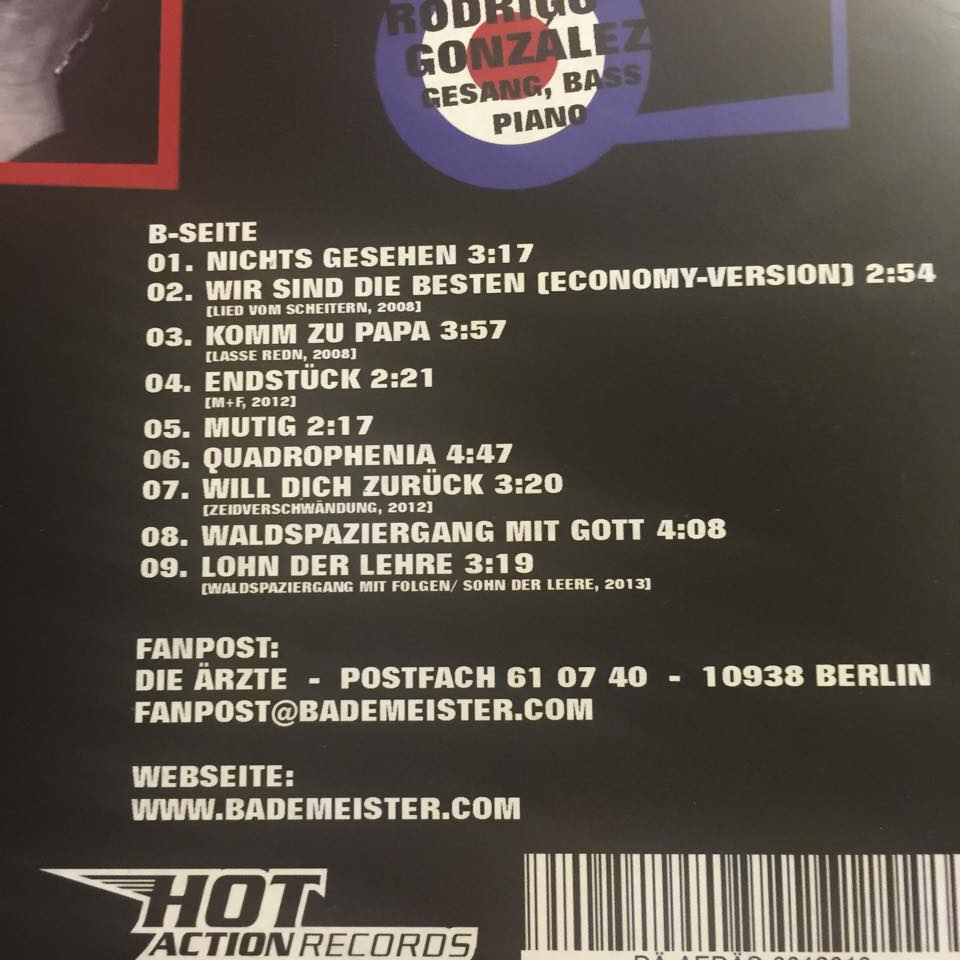 RODRIGO
GONZÁLEZ
GESANG, BASS
PIANO
B-SEITE
01. NICHTS GESEHEN 3:17
02. WIR SIND DIE BESTEN [ECONOMY-VERSION] 2:54
[LIED VOM SCHEITERN, 2008]
03. KOMM ZU PAPA 3:57
[LASSE REDN, 2008]
04. ENDSTÜCK 2:21
[M+F, 2012]
05. MUTIG 2:17
06. QUADROPHENIA 4:47
07. WILL DICH ZURÜCK 3:20
[ZEIDVERSCHWÄNDUNG, 2012]
08. WALDSPAZIERGANG MIT GOTT 4:08
09. LOHN DER LEHRE 3:19
[WALDSPAZIERGANG MIT FOLGEN/ SOHN DER LEERE, 2013]
FANPOST:
DIE ÄRZTE - POSTFACH 61 07 40 - 10938 BERLIN
FANPOST@BADEMEISTER.COM
WEBSEITE:
WWW.BADEMEISTER.COM
HOT
ACTION RECORDS